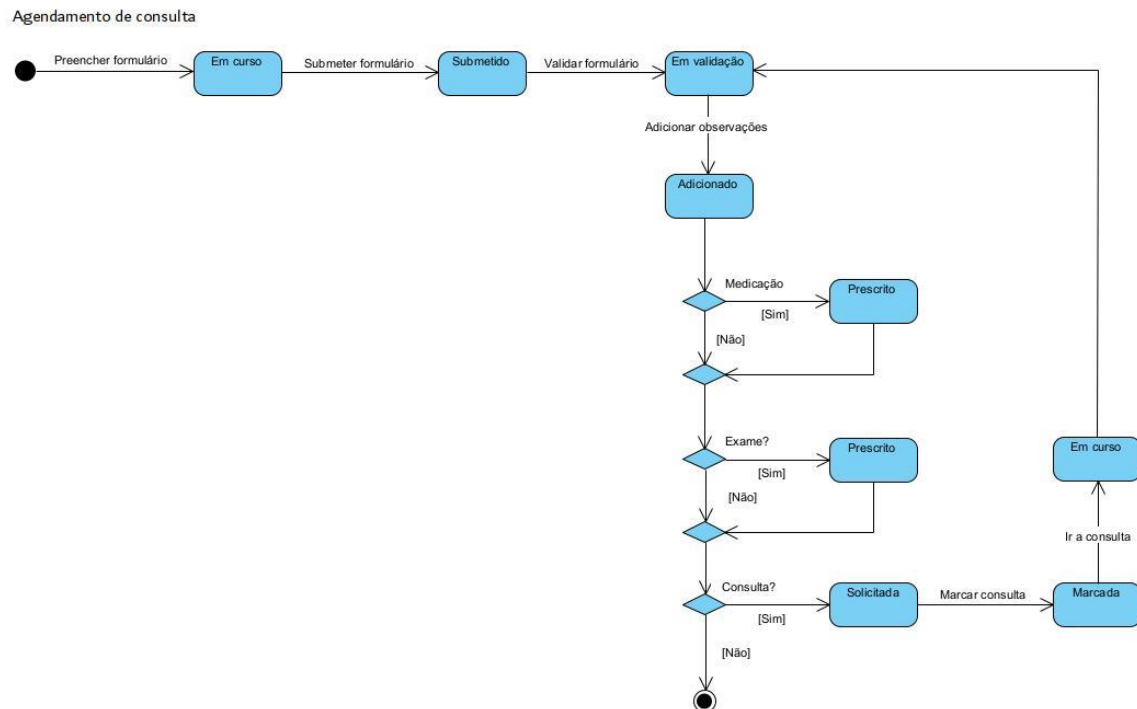 Agendamento de consulta
Preencher formulário
Em curso
Submeter formulário
Submetido
Validar formulário
Em validação
Adicionar observações
Adicionado
Medicação
Prescrito
[Sim]
[Não]
Exame?
Prescrito
[Sim]
[Não]
Em curso
Ir a consulta
Consulta?
Solicitada
Marcar consulta
Marcada
[Sim]
[Não]